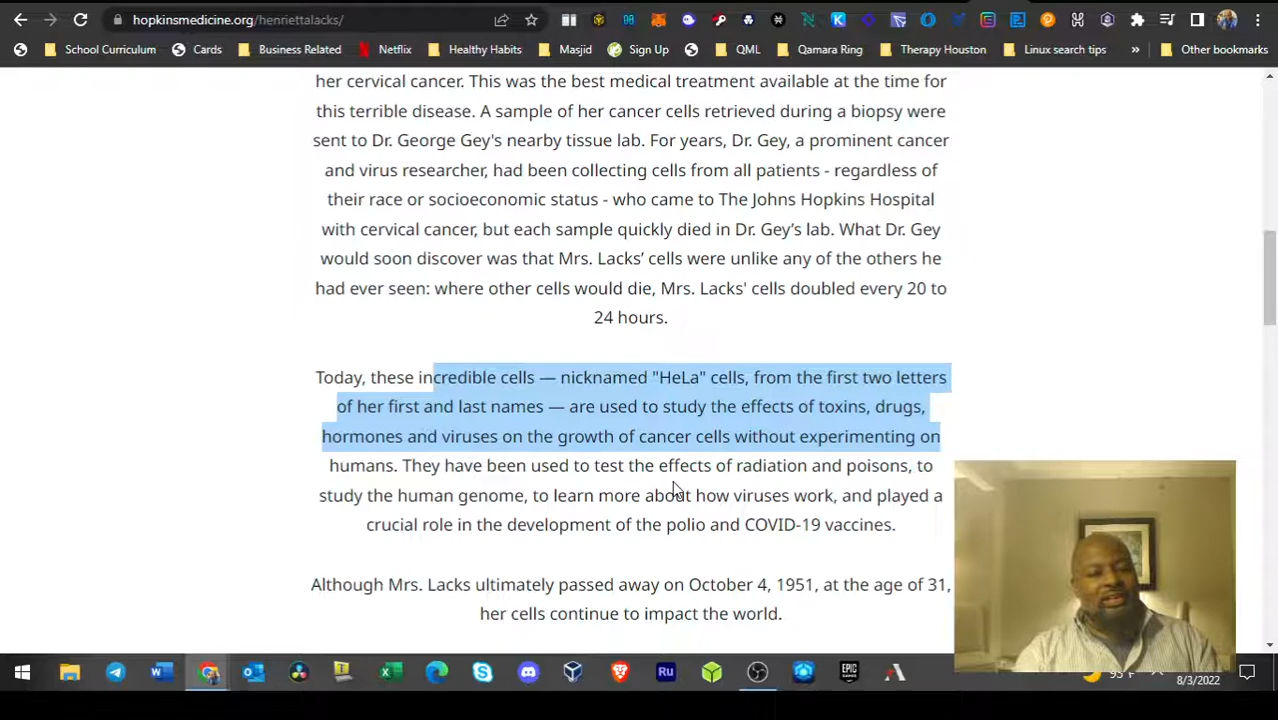 hopkinsmedicine.org/henriettalacks/
School Curriculum Cards Business Related Netflix Healthy Habits Masjid Sign Up QML Qamara Ring Therapy Houston Linux search tips » Other bookmarks
her cervical cancer. This was the best medical treatment available at the time for
this terrible disease. A sample of her cancer cells retrieved during a biopsy were
sent to Dr. George Gey's nearby tissue lab. For years, Dr. Gey, a prominent cancer
and virus researcher, had been collecting cells from all patients - regardless of
their race or socioeconomic status - who came to The Johns Hopkins Hospital
with cervical cancer, but each sample quickly died in Dr. Gey’s lab. What Dr. Gey
would soon discover was that Mrs. Lacks’ cells were unlike any of the others he
had ever seen: where other cells would die, Mrs. Lacks' cells doubled every 20 to
24 hours.
Today, these incredible cells — nicknamed "HeLa" cells, from the first two letters
of her first and last names — are used to study the effects of toxins, drugs,
hormones and viruses on the growth of cancer cells without experimenting on
humans. They have been used to test the effects of radiation and poisons, to
study the human genome, to learn more about how viruses work, and played a
crucial role in the development of the polio and COVID-19 vaccines.
Although Mrs. Lacks ultimately passed away on October 4, 1951, at the age of 31,
her cells continue to impact the world.
Ru
EPIC
GAMES
93°F
8/3/2022